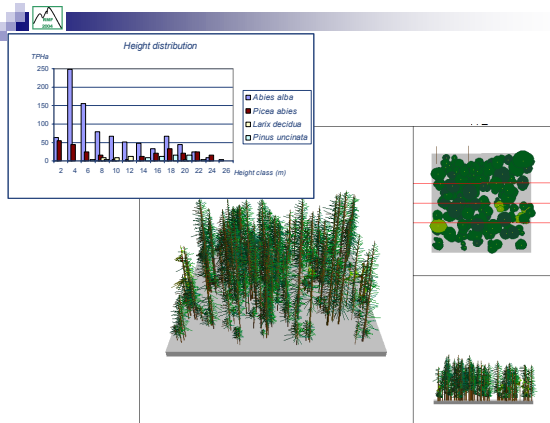 2004
Height distribution
TPHa
250
200
150
100
50
0
Abies alba
Picea abies
Larix decidua
Pinus uncinata
2 4 6 8 10 12 14 16 18 20 22 24 26 Height class (m)